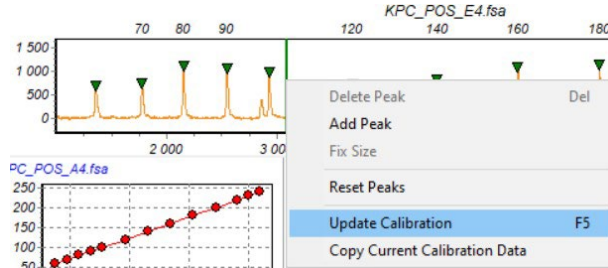 KPC_POS_E4.fsa
70 80 90 120 140 160 180
1 500
1 000
500
0
2 000 3 00
Delete Peak Del
Add Peak
Fix Size
Reset Peaks
Update Calibration F5
Copy Current Calibration Data
PC_POS_A4.fsa
250
200
150
100
50